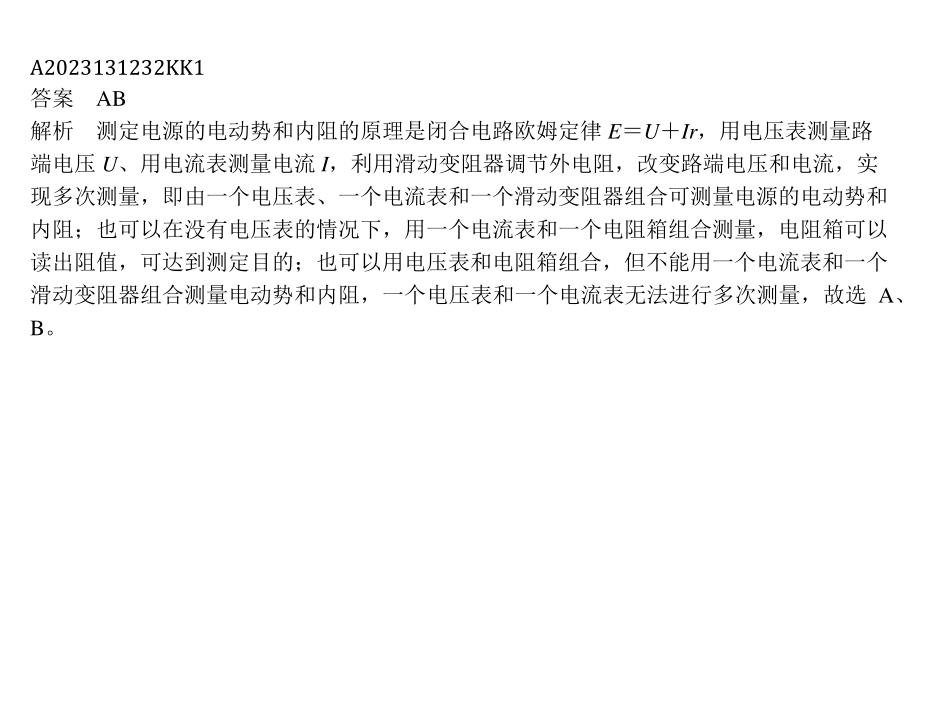 A2023131232KK1
答案　AB
解析　测定电源的电动势和内阻的原理是闭合电路欧姆定律 E＝U＋Ir，用电压表测量路
端电压 U、用电流表测量电流 I，利用滑动变阻器调节外电阻，改变路端电压和电流，实
现多次测量，即由一个电压表、一个电流表和一个滑动变阻器组合可测量电源的电动势和
内阻；也可以在没有电压表的情况下，用一个电流表和一个电阻箱组合测量，电阻箱可以
读出阻值，可达到测定目的；也可以用电压表和电阻箱组合，但不能用一个电流表和一个
滑动变阻器组合测量电动势和内阻，一个电压表和一个电流表无法进行多次测量，故选 A、
B。